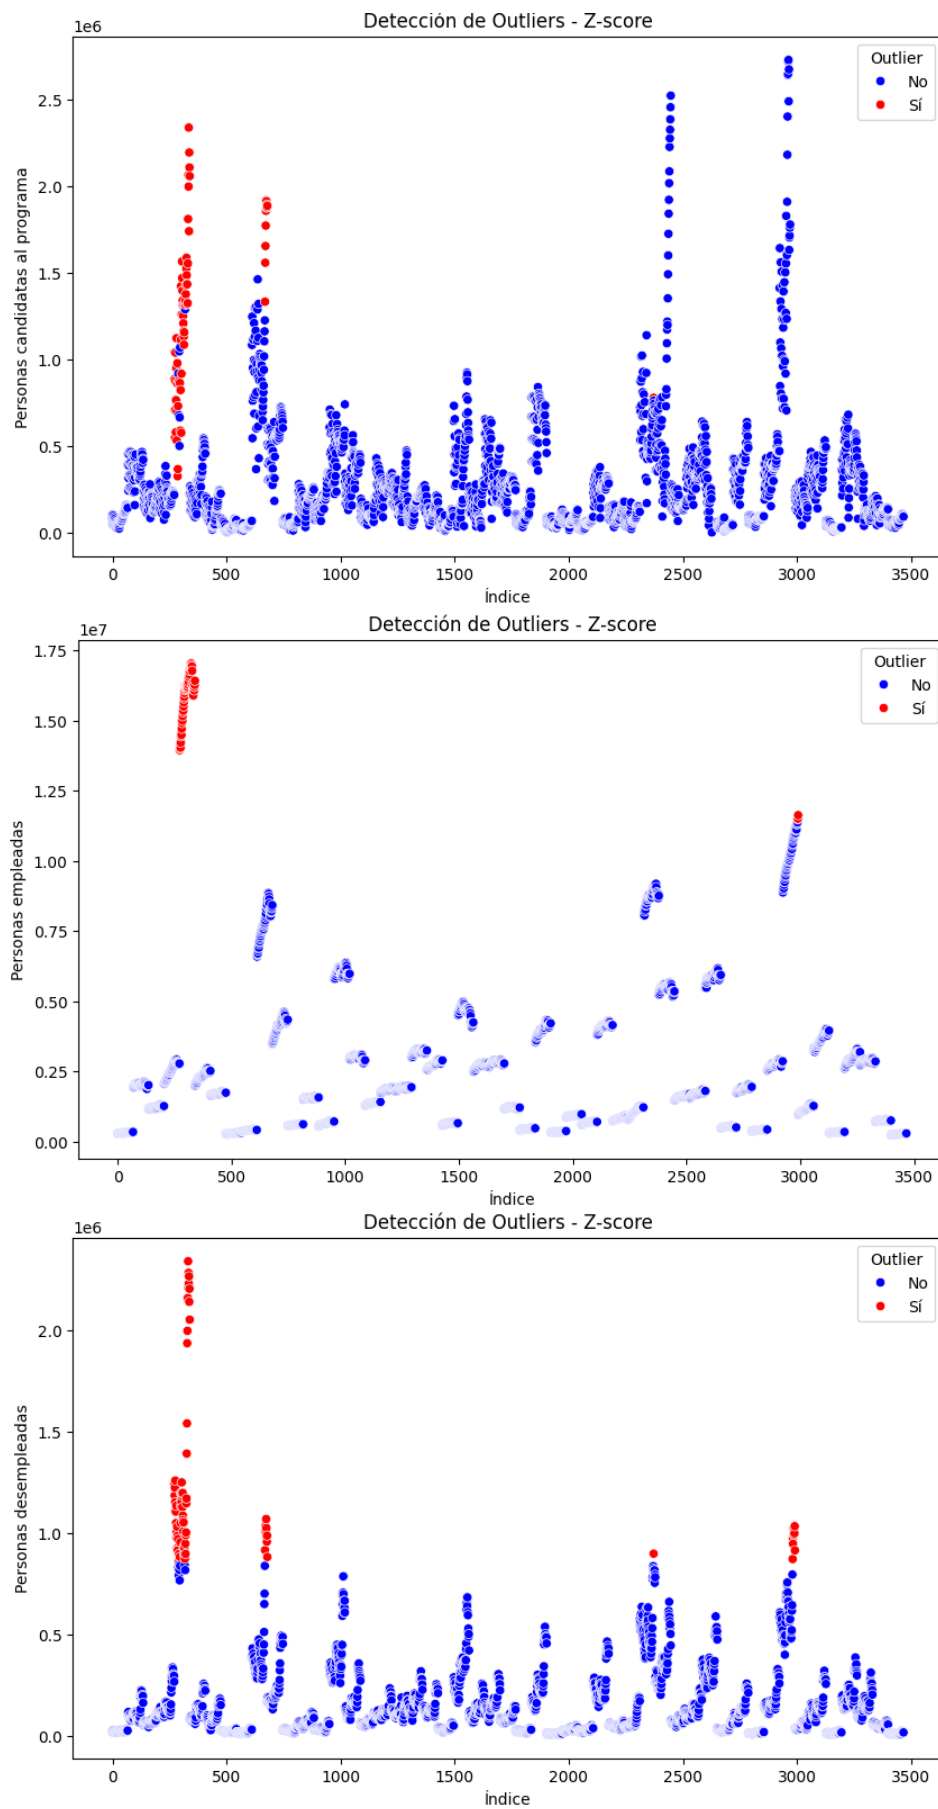 Detección de Outliers - Z-score
1e6
Outlier
No
Sí
2.5
2.0
1.5
1.0
0.5
0.0
Personas candidatas al programa
0 500 1000 1500 2000 2500 3000 3500
Índice
Detección de Outliers - Z-score
1e7
Outlier
No
Sí
1.75
1.50
1.25
1.00
0.75
0.50
0.25
0.00
Personas empleadas
0 500 1000 1500 2000 2500 3000 3500
Índice
Detección de Outliers - Z-score
1e6
Outlier
No
Sí
2.0
1.5
1.0
0.5
0.0
Personas desempleadas
0 500 1000 1500 2000 2500 3000 3500
Índice